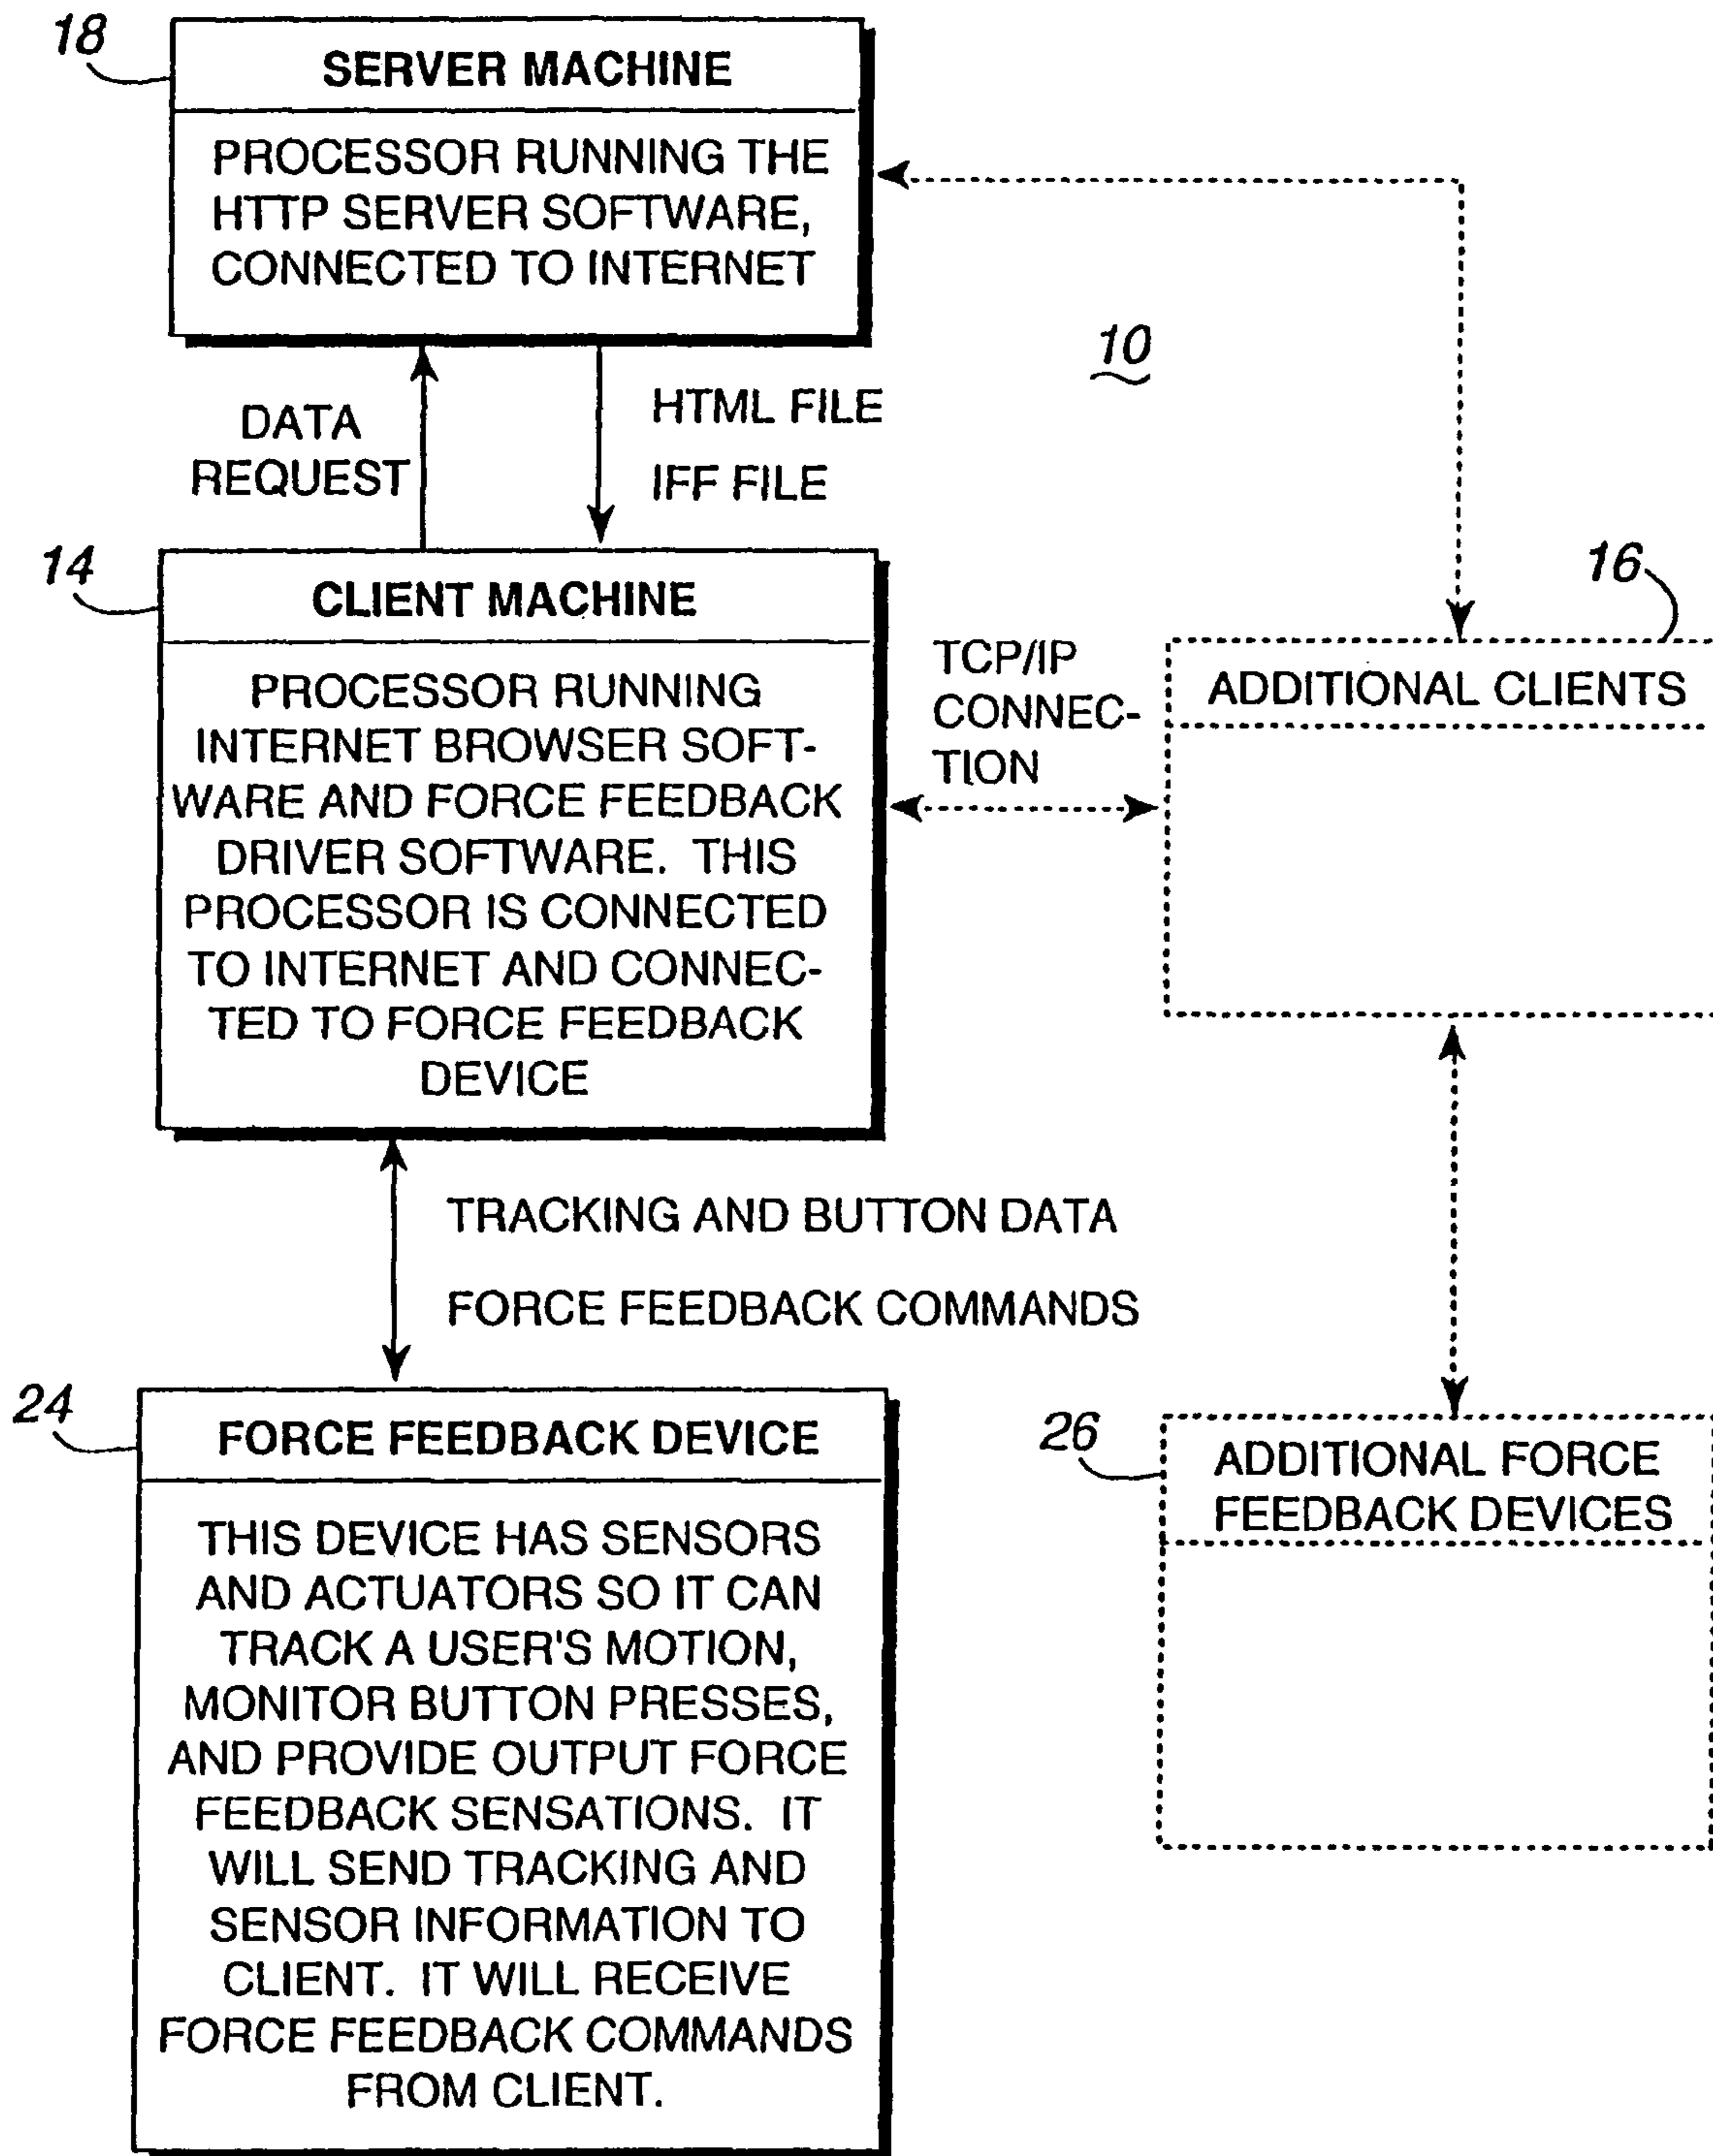 18
SERVER MACHINE
PROCESSOR RUNNING THE
HTTP SERVER SOFTWARE,
CONNECTED TO INTERNET
10
DATA
REQUEST
HTML FILE
IFF FILE
14
CLIENT MACHINE
PROCESSOR RUNNING
INTERNET BROWSER SOFT-
WARE AND FORCE FEEDBACK
DRIVER SOFTWARE. THIS
PROCESSOR IS CONNECTED
TO INTERNET AND CONNEC-
TED TO FORCE FEEDBACK
DEVICE
TCP/IP
CONNEC-
TION
16
ADDITIONAL CLIENTS
TRACKING AND BUTTON DATA
FORCE FEEDBACK COMMANDS
24
FORCE FEEDBACK DEVICE
THIS DEVICE HAS SENSORS
AND ACTUATORS SO IT CAN
TRACK A USER'S MOTION,
MONITOR BUTTON PRESSES,
AND PROVIDE OUTPUT FORCE
FEEDBACK SENSATIONS. IT
WILL SEND TRACKING AND
SENSOR INFORMATION TO
CLIENT. IT WILL RECEIVE
FORCE FEEDBACK COMMANDS
FROM CLIENT.
26
ADDITIONAL FORCE
FEEDBACK DEVICES